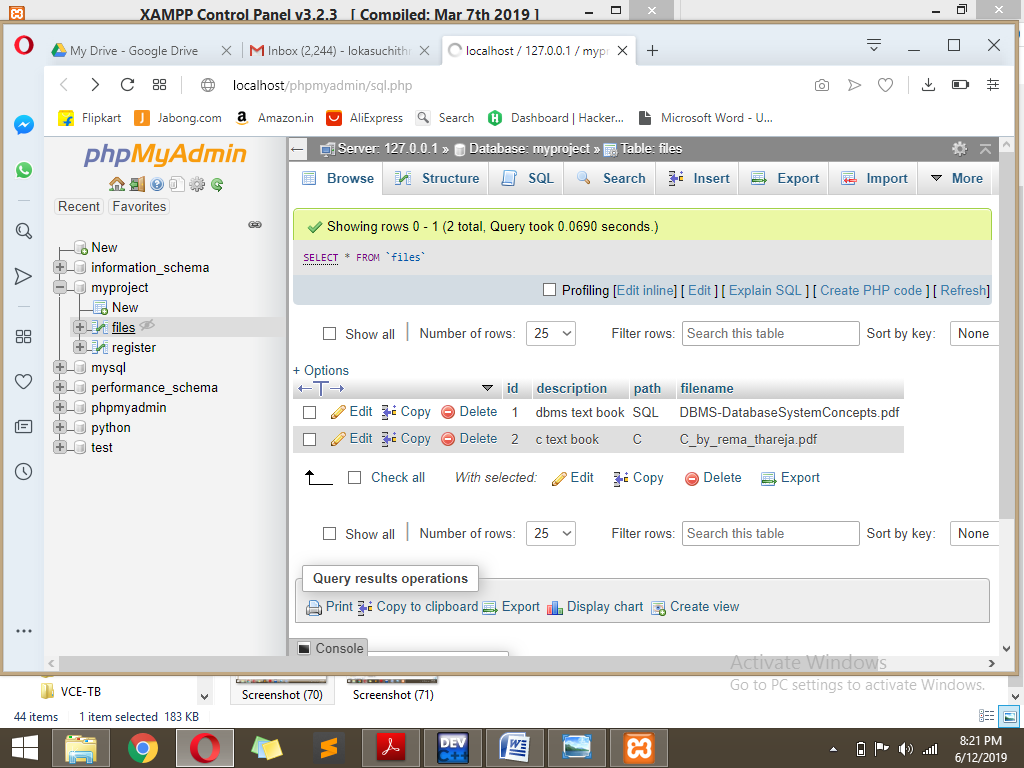 XAMPP Control Panel v3.2.3 [ Compiled: Mar 7th 2019 ]
My Drive - Google Drive
Inbox (2,244) - lokasuchith
localhost / 127.0.0.1 / mypr
localhost/phpmyadmin/sql.php
Flipkart Jabong.com Amazon.in AliExpress Search Dashboard | Hacker... Microsoft Word - U...
phpMyAdmin
Recent Favorites
New
information_schema
myproject
New
files
register
mysql
performance_schema
phpmyadmin
python
test
Server: 127.0.0.1 » Database: myproject » Table: files
Browse Structure SQL Search Insert Export Import More
Showing rows 0 - 1 (2 total, Query took 0.0690 seconds.)
SELECT * FROM `files`
Profiling [Edit inline] [ Edit ] [ Explain SQL ] [ Create PHP code ] [ Refresh]
Show all Number of rows: 25 Filter rows: Search this table Sort by key: None
+ Options
←T→ id description path filename
Edit Copy Delete 1 dbms text book SQL DBMS-DatabaseSystemConcepts.pdf
Edit Copy Delete 2 c text book C C_by_rema_thareja.pdf
Check all With selected: Edit Copy Delete Export
Show all Number of rows: 25 Filter rows: Search this table Sort by key: None
Query results operations
Print Copy to clipboard Export Display chart Create view
Console
Activate Windows
Go to PC settings to activate Windows.
VCE-TB
Screenshot (70) Screenshot (71)
44 items 1 item selected 183 KB
DEV
C++
8:21 PM
6/12/2019